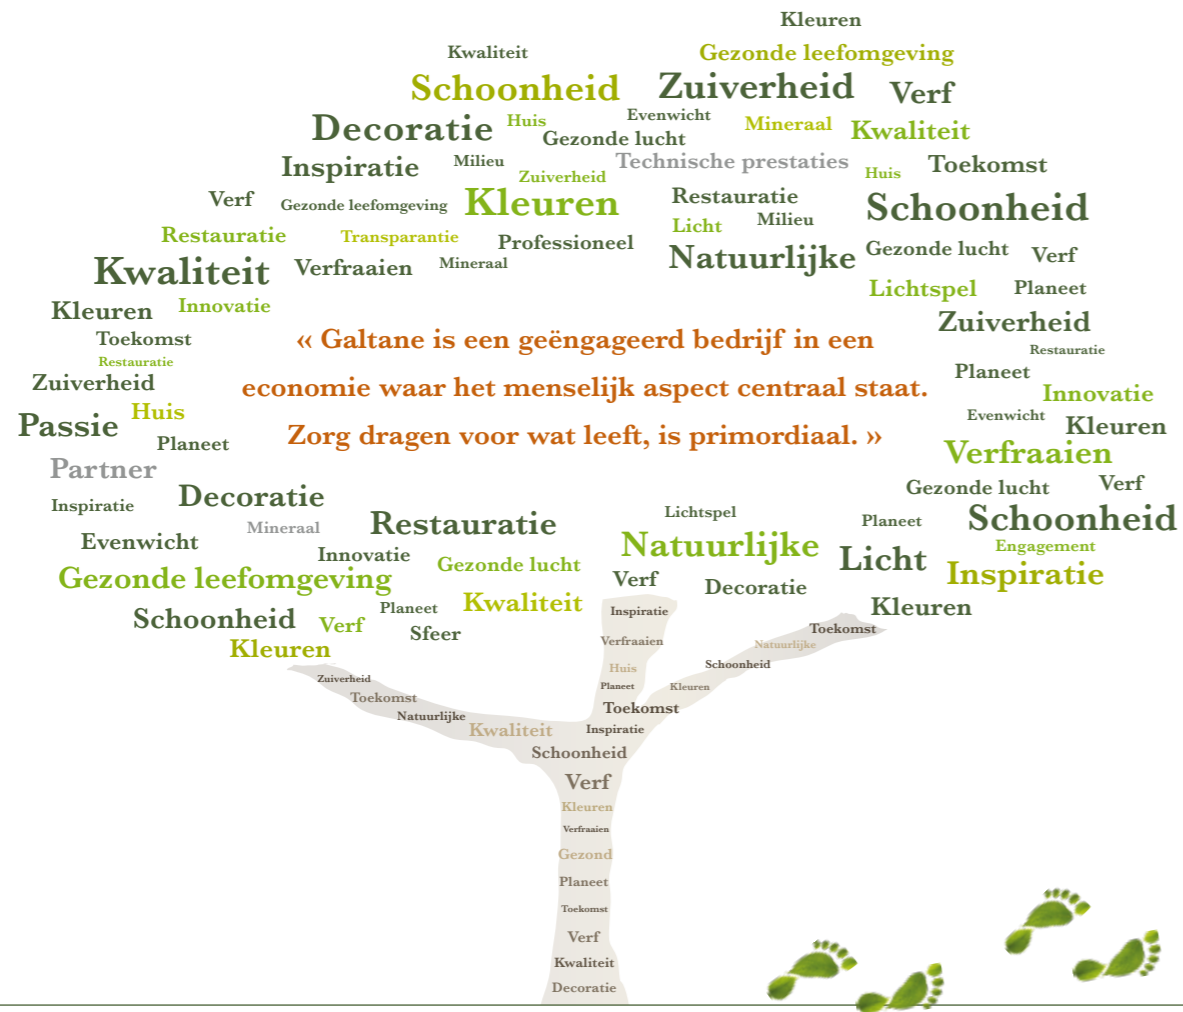 Kleuren
Kwaliteit Gezonde leefomgeving
Schoonheid Zuiverheid Verf
Decoratie Huis Evenwicht Mineraal Kwaliteit
Gezonde lucht
Inspiratie Milieu Technische prestaties Huis Toekomst
Zuiverheid
Verf Gezonde leefomgeving Kleuren Restauratie Schoonheid
Restauratie Transparantie Professioneel Licht Milieu
Kwaliteit Verfraaien Mineraal Natuurlijke Gezonde lucht Verf
Kleuren Innovatie Lichtspel Planeet
Toekomst Zuiverheid
« Galtane is een geëngageerd bedrijf in een
Restauratie Restauratie
Zuiverheid Planeet
economie waar het menselijk aspect centraal staat.
Huis Innovatie
Passie Evenwicht Kleuren
Zorg dragen voor wat leeft, is primordiaal. »
Planeet Verfraaien
Partner
Inspiratie Decoratie Gezonde lucht Verf
Mineraal Restauratie Lichtspel Planeet Schoonheid
Evenwicht Innovatie Natuurlijke Licht Engagement
Gezonde leefomgeving Gezonde lucht Verf Decoratie Inspiratie
Schoonheid Verf Planeet Kwaliteit Inspiratie Kleuren
Kleuren Sfeer Verfraaien Natuurlijke Toekomst
Zuiverheid Huis Schoonheid
Toekomst Planeet Kleuren
Natuurlijke Toekomst
Kwaliteit Inspiratie
Schoonheid
Verf
Kleuren
Verfraaien
Gezond
Planeet
Toekomst
Verf
Kwaliteit
Decoratie